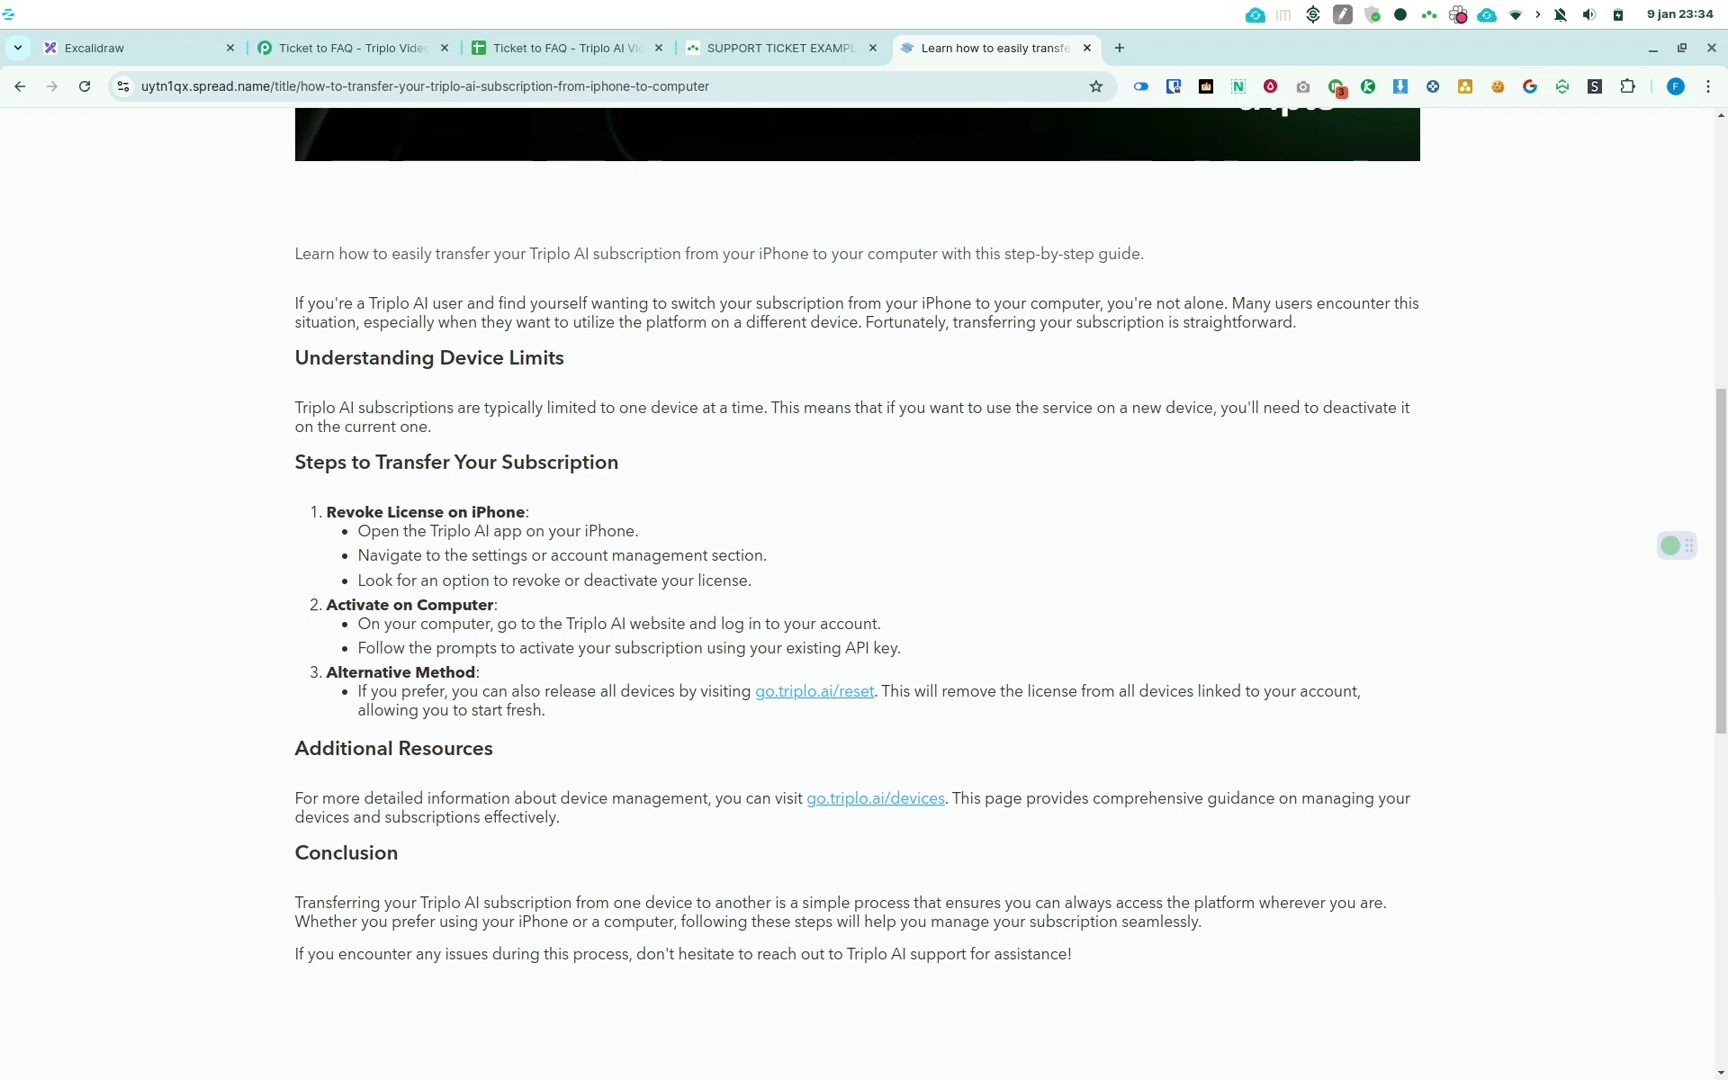 9 jan 23:34
Excalidraw
Ticket to FAQ - Triplo Vide
Ticket to FAQ - Triplo AI Vi
SUPPORT TICKET EXAMPL
Learn how to easily transfe
uytn1qx.spread.name/title/how-to-transfer-your-triplo-ai-subscription-from-iphone-to-computer
Learn how to easily transfer your Triplo AI subscription from your iPhone to your computer with this step-by-step guide.
If you're a Triplo AI user and find yourself wanting to switch your subscription from your iPhone to your computer, you're not alone. Many users encounter this
situation, especially when they want to utilize the platform on a different device. Fortunately, transferring your subscription is straightforward.
Understanding Device Limits
Triplo AI subscriptions are typically limited to one device at a time. This means that if you want to use the service on a new device, you'll need to deactivate it
on the current one.
Steps to Transfer Your Subscription
1. Revoke License on iPhone:
• Open the Triplo AI app on your iPhone.
• Navigate to the settings or account management section.
• Look for an option to revoke or deactivate your license.
2. Activate on Computer:
• On your computer, go to the Triplo AI website and log in to your account.
• Follow the prompts to activate your subscription using your existing API key.
3. Alternative Method:
• If you prefer, you can also release all devices by visiting go.triplo.ai/reset. This will remove the license from all devices linked to your account,
allowing you to start fresh.
Additional Resources
For more detailed information about device management, you can visit go.triplo.ai/devices. This page provides comprehensive guidance on managing your
devices and subscriptions effectively.
Conclusion
Transferring your Triplo AI subscription from one device to another is a simple process that ensures you can always access the platform wherever you are.
Whether you prefer using your iPhone or a computer, following these steps will help you manage your subscription seamlessly.
If you encounter any issues during this process, don't hesitate to reach out to Triplo AI support for assistance!